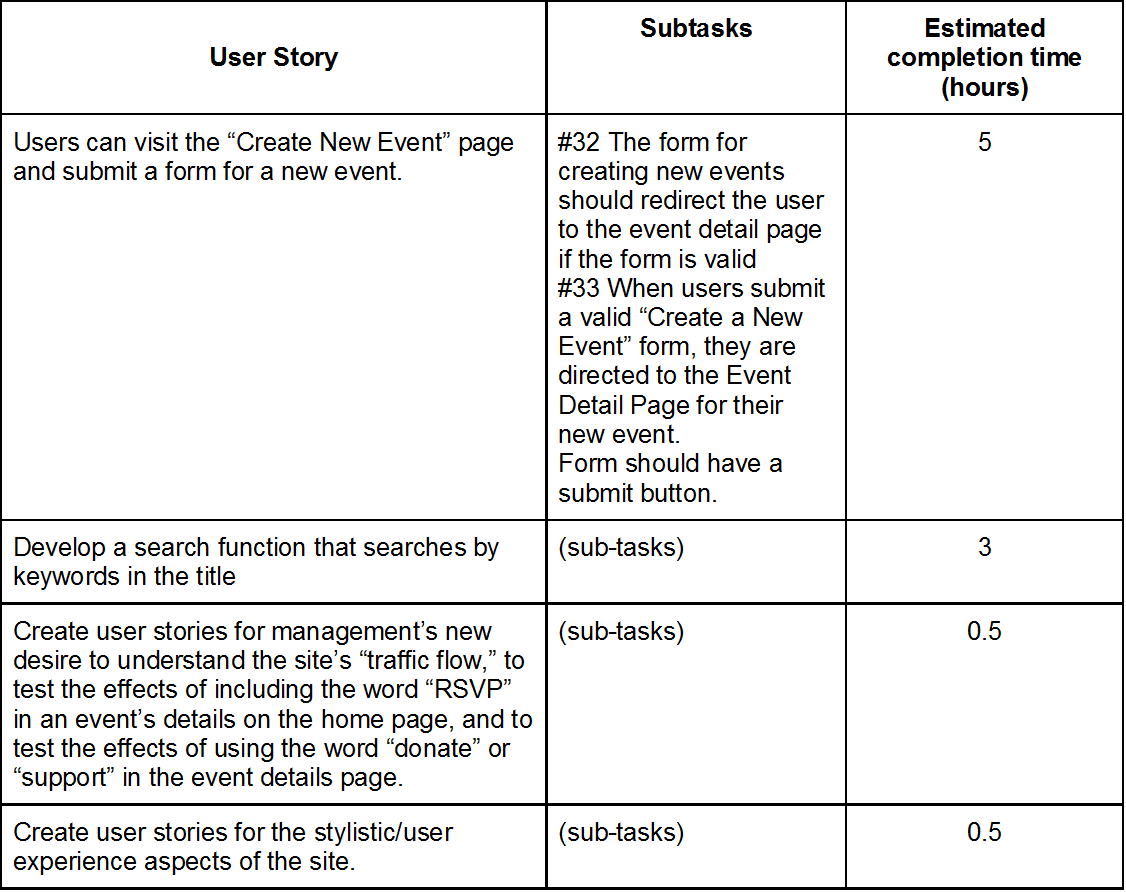 User Story
Subtasks
Estimated
completion time
(hours)
Users can visit the “Create New Event” page
and submit a form for a new event.
#32 The form for
creating new events
should redirect the user
to the event detail page
if the form is valid
#33 When users submit
a valid “Create a New
Event” form, they are
directed to the Event
Detail Page for their
new event.
Form should have a
submit button.
5
Develop a search function that searches by
keywords in the title
(sub-tasks)
3
Create user stories for management’s new
desire to understand the site’s “traffic flow,” to
test the effects of including the word “RSVP”
in an event’s details on the home page, and to
test the effects of using the word “donate” or
“support” in the event details page.
(sub-tasks)
0.5
Create user stories for the stylistic/user
experience aspects of the site.
(sub-tasks)
0.5